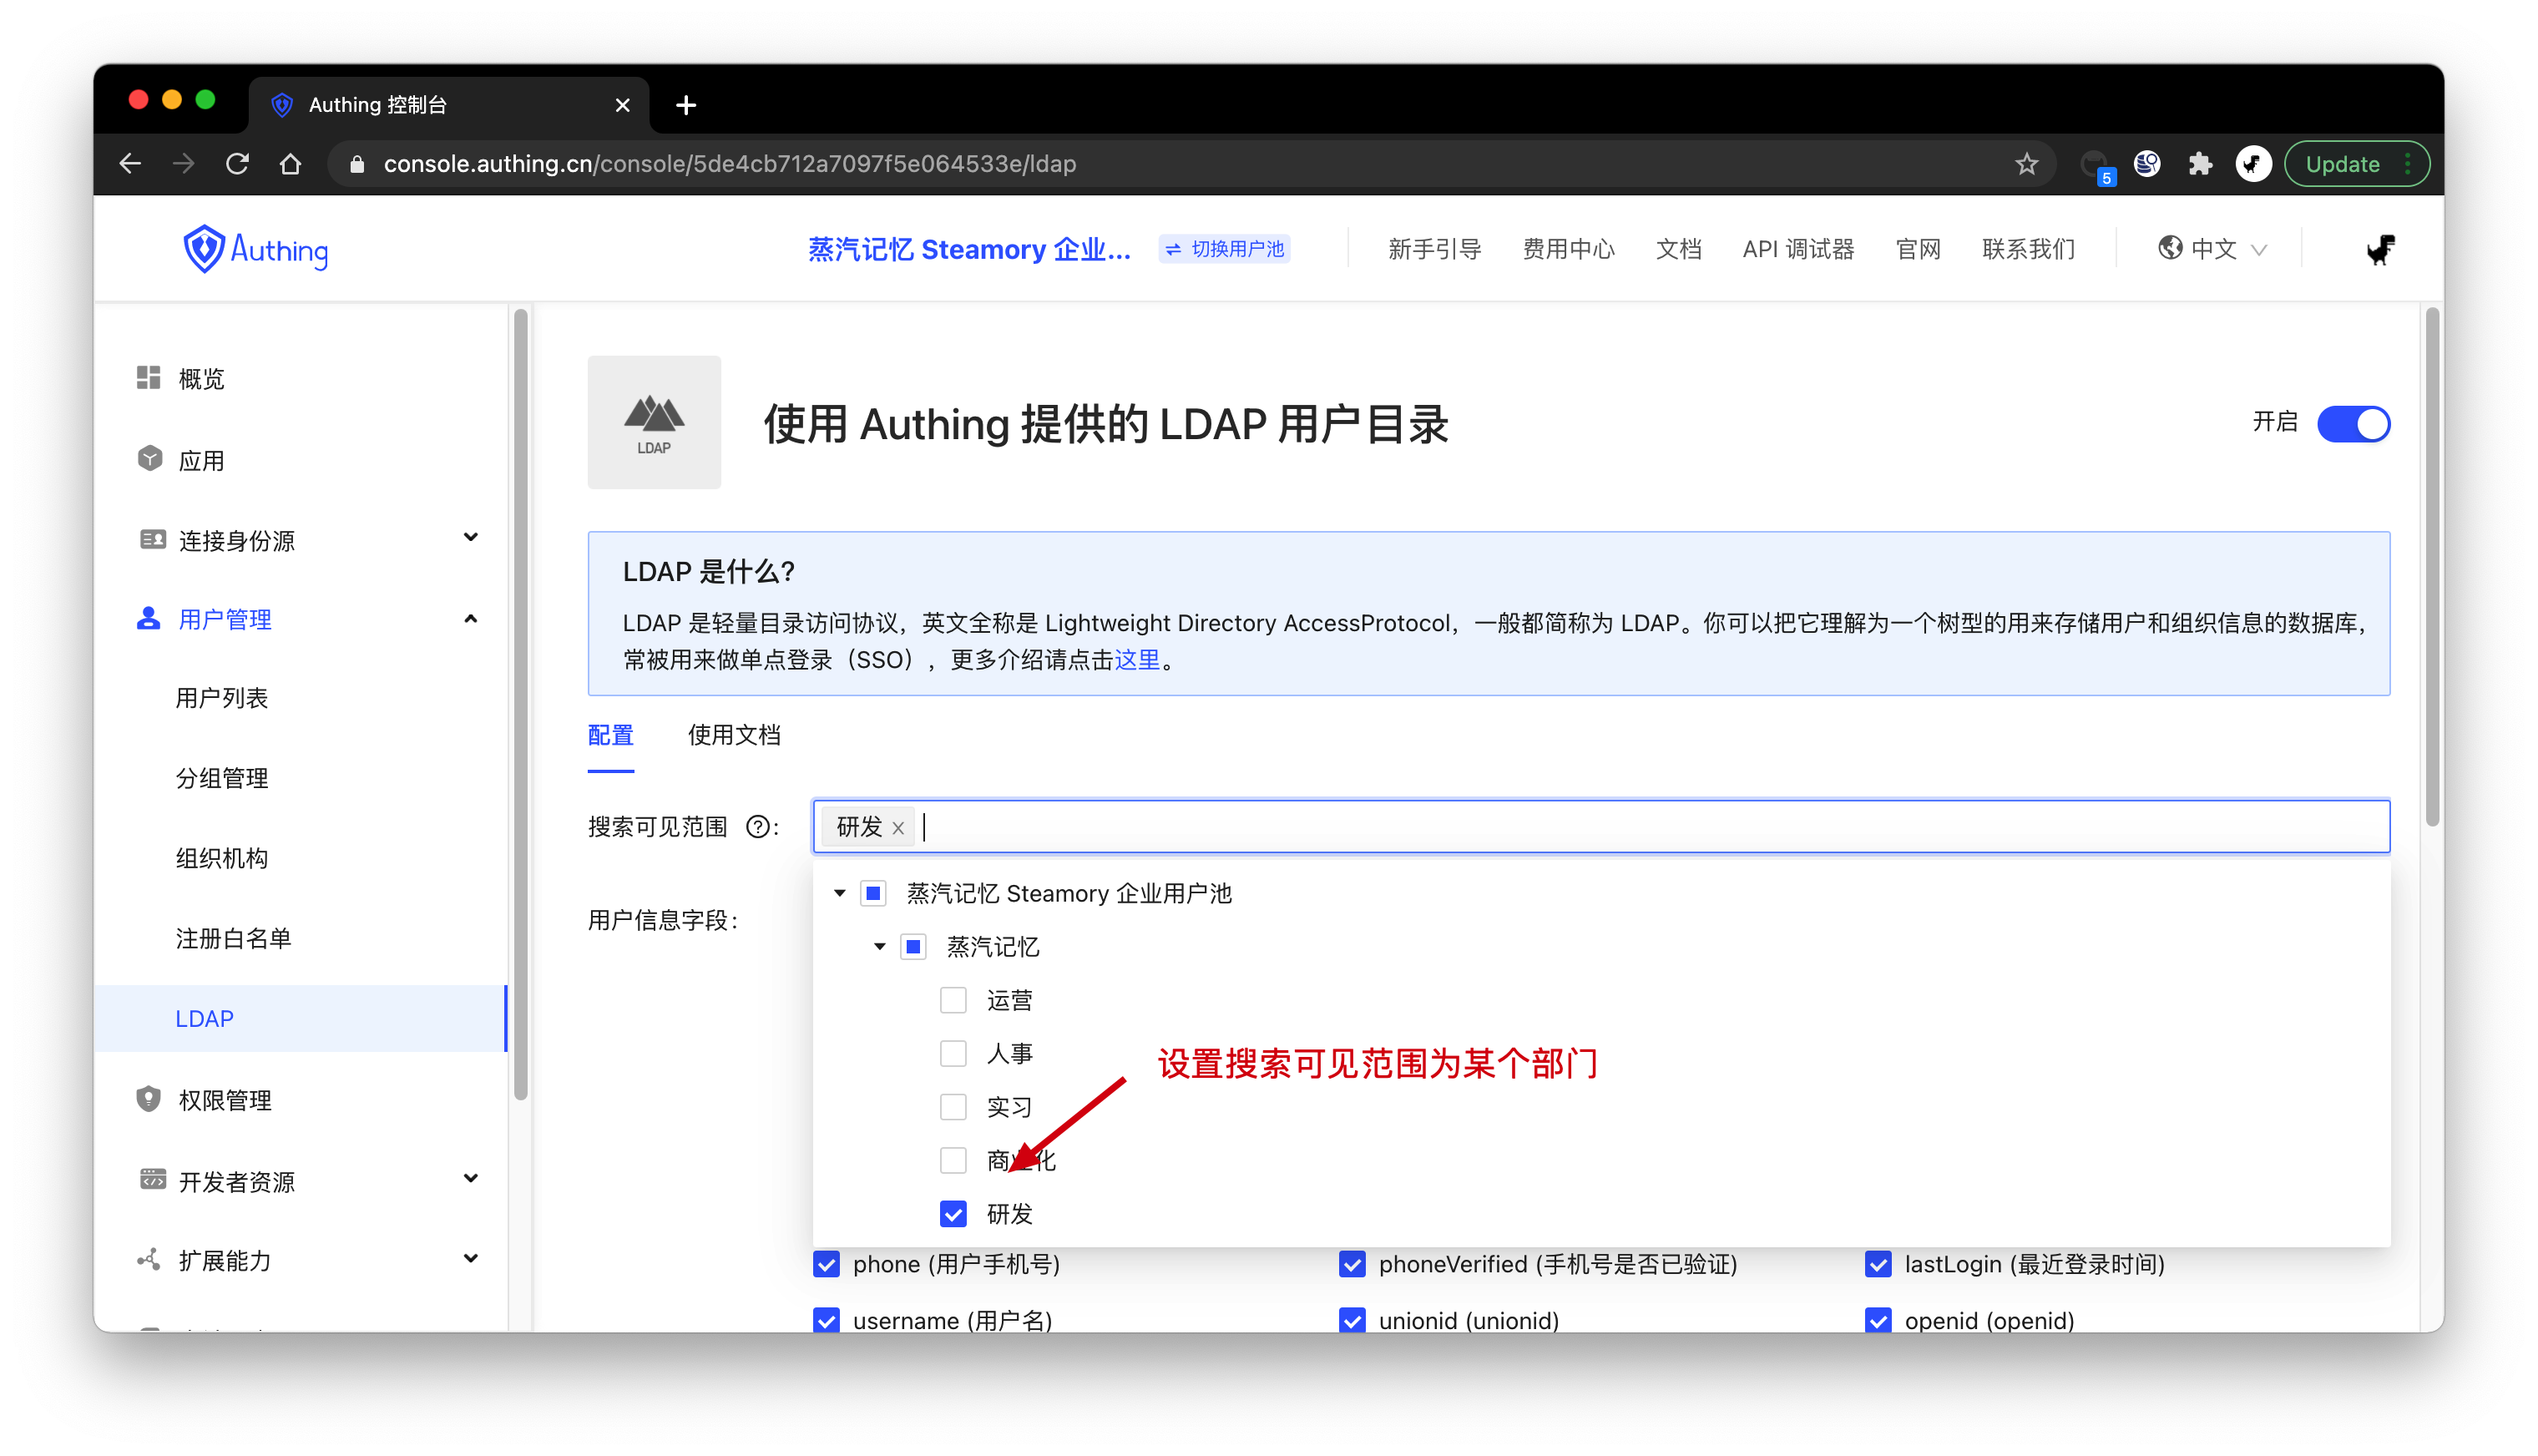 Authing 控制台
console.authing.cn/console/5de4cb712a7097f5e064533e/ldap
5
Update
Authing
蒸汽记忆 Steamory 企业...
切换用户池
新手引导
费用中心
文档
API 调试器
官网
联系我们
中文
概览
应用
连接身份源
用户管理
用户列表
分组管理
组织机构
注册白名单
LDAP
权限管理
开发者资源
扩展能力
LDAP
使用 Authing 提供的 LDAP 用户目录
开启
LDAP 是什么?
LDAP 是轻量目录访问协议，英文全称是 Lightweight Directory AccessProtocol，一般都简称为 LDAP。你可以把它理解为一个树型的用来存储用户和组织信息的数据库，
常被用来做单点登录（SSO），更多介绍请点击这里。
配置
使用文档
搜索可见范围 ?:
研发 ×
用户信息字段:
蒸汽记忆 Steamory 企业用户池
蒸汽记忆
运营
人事
设置搜索可见范围为某个部门
实习
商业化
研发
phone (用户手机号)
phoneVerified (手机号是否已验证)
lastLogin (最近登录时间)
username (用户名)
unionid (unionid)
openid (openid)